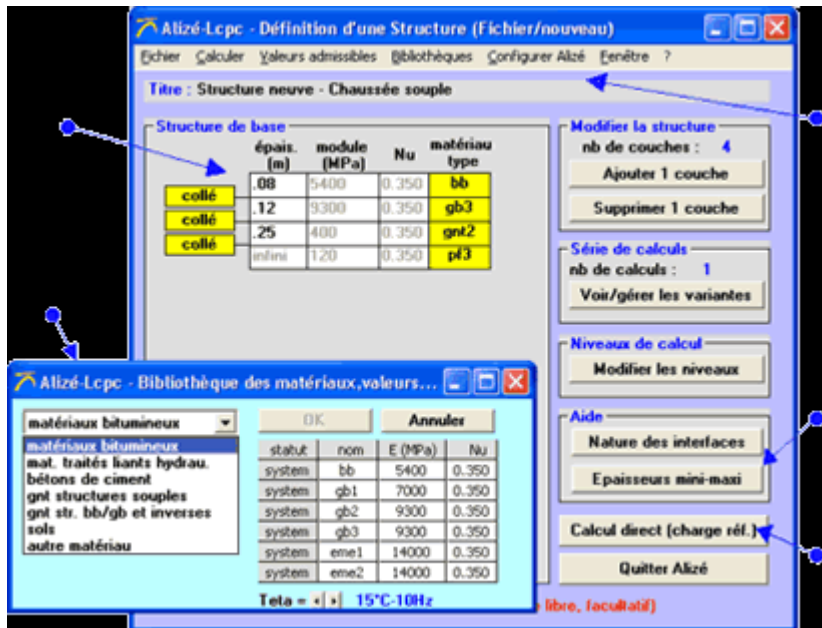 Alizé-Lcpc - Définition d'une Structure (Fichier/nouveau)
Fichier Calculer Valeurs admissibles Bibliothèques Configurer Alizé Fenêtre ?
Titre : Structure neuve - Chaussée souple
Structure de base
épais. (m) module (MPa) Nu matériau type
.08 5400 0.350 bb
collé
.12 9300 0.350 gb3
collé
.25 400 0.350 gnt2
collé
infini 120 0.350 pf3
Modifier la structure
nb de couches : 4
Ajouter 1 couche
Supprimer 1 couche
Série de calculs
nb de calculs : 1
Voir/gérer les variantes
Niveaux de calcul
Modifier les niveaux
Aide
Nature des interfaces
Epaisseurs mini-maxi
Calcul direct (charge réf.)
Quitter Alizé
libre, facultatif)
Alizé-Lcpc - Bibliothèque des matériaux,valeurs...
matériaux bitumineux
OK Annuler
matériaux bitumineux
mat. traités liants hydrau.
bétons de ciment
gnt structures souples
gnt str. bb/gb et inverses
sols
autre matériau
statut nom E (MPa) Nu
system bb 5400 0.350
system gb1 7000 0.350
system gb2 9300 0.350
system gb3 9300 0.350
system eme1 14000 0.350
system eme2 14000 0.350
Teta = 15°C-10Hz